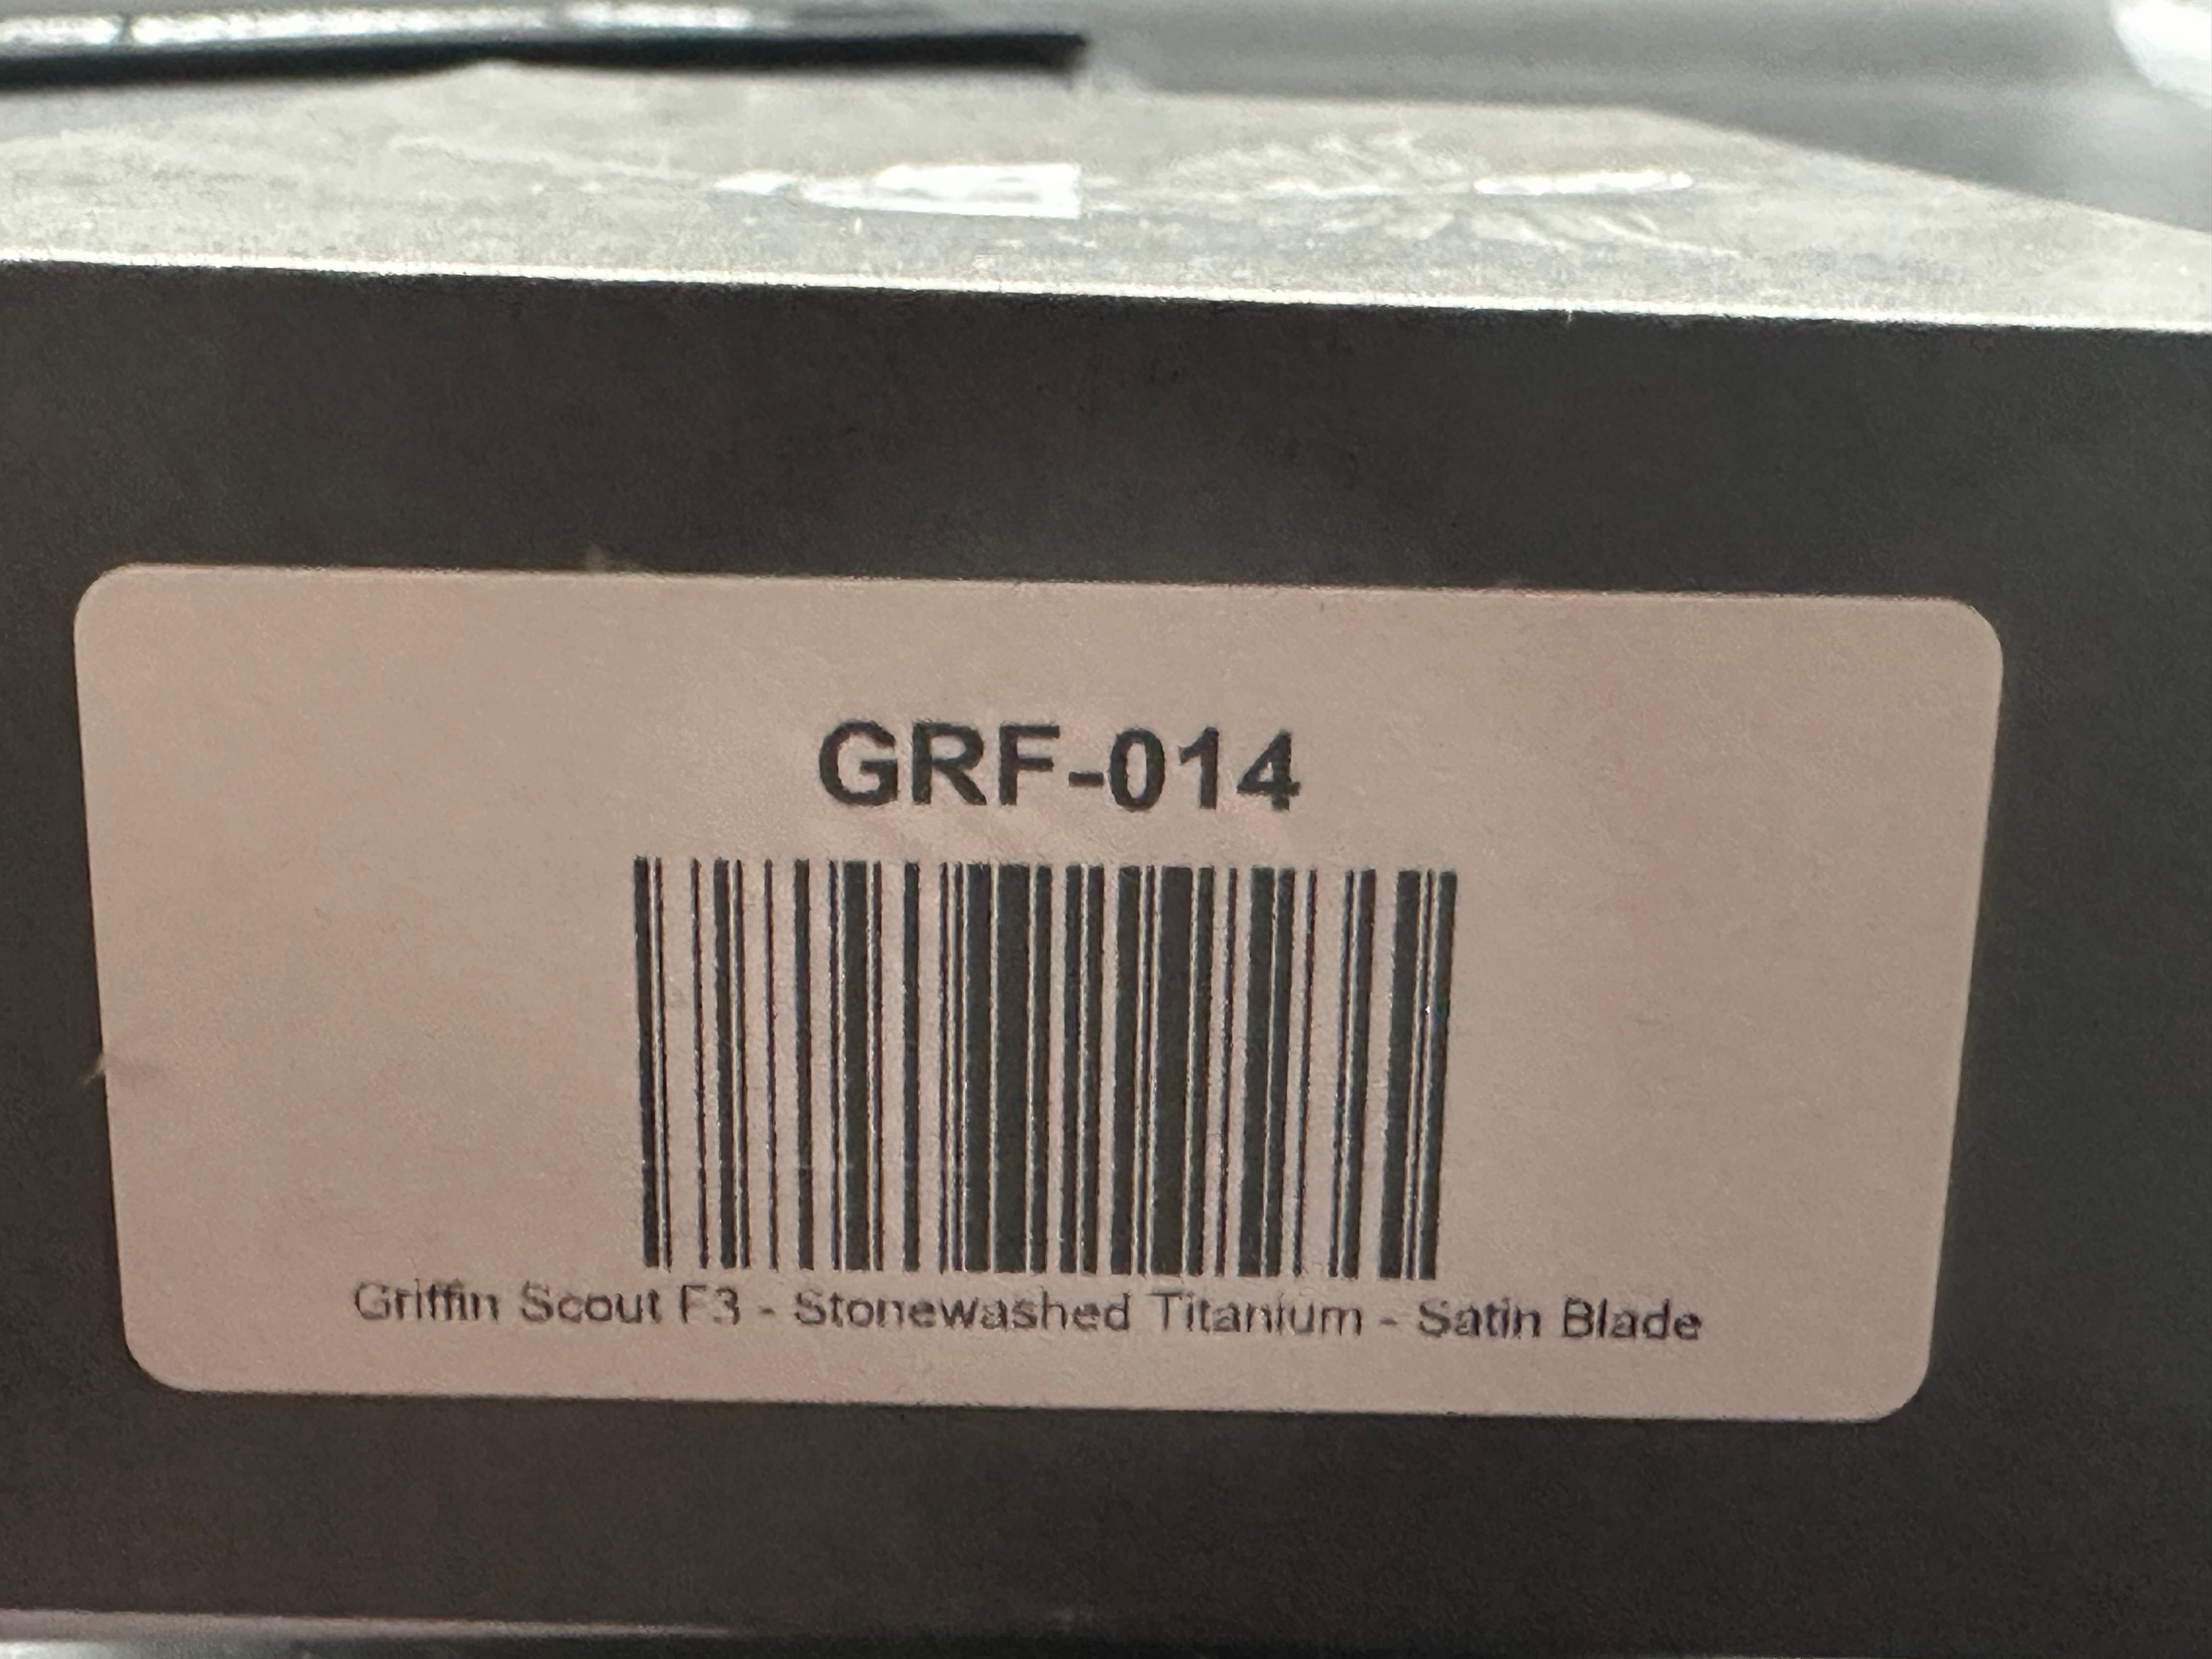 GRF-014
Griffin Scout F3 - Stonewashed Titanium - Satin Blade